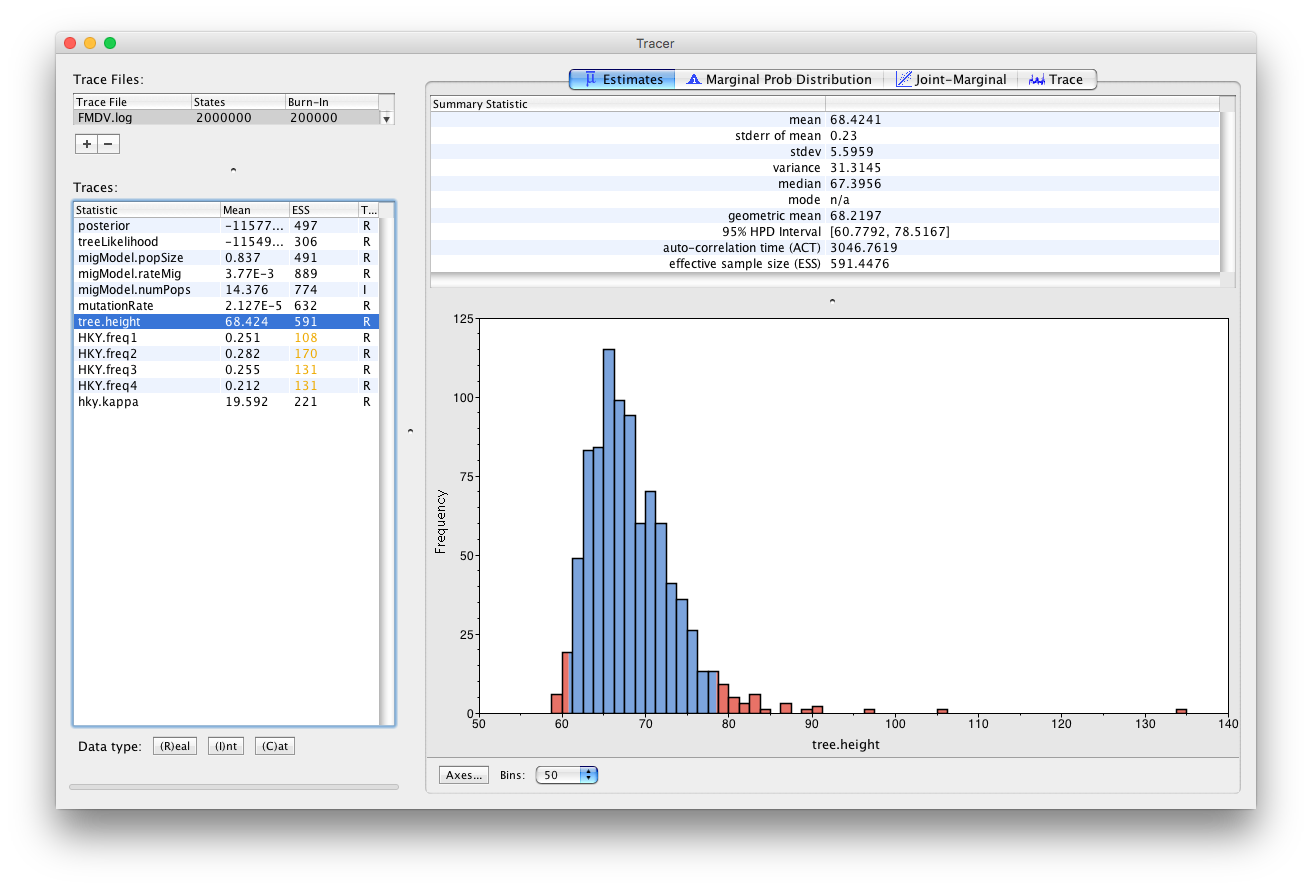 Tracer
Trace Files:
Trace File States Burn-In
FMDV.log 2000000 200000
+ −
Traces:
Statistic Mean ESS T...
posterior -11577... 497 R
treeLikelihood -11549... 306 R
migModel.popSize 0.837 491 R
migModel.rateMig 3.77E-3 889 R
migModel.numPops 14.376 774 I
mutationRate 2.127E-5 632 R
tree.height 68.424 591 R
HKY.freq1 0.251 108 R
HKY.freq2 0.282 170 R
HKY.freq3 0.255 131 R
HKY.freq4 0.212 131 R
hky.kappa 19.592 221 R
Data type: (R)eal (I)nt (C)at
Estimates Marginal Prob Distribution Joint-Marginal Trace
Summary Statistic
mean 68.4241
stderr of mean 0.23
stdev 5.5959
variance 31.3145
median 67.3956
mode n/a
geometric mean 68.2197
95% HPD Interval [60.7792, 78.5167]
auto-correlation time (ACT) 3046.7619
effective sample size (ESS) 591.4476
125
100
75
50
25
0
Frequency
50 60 70 80 90 100 110 120 130 140
tree.height
Axes... Bins: 50